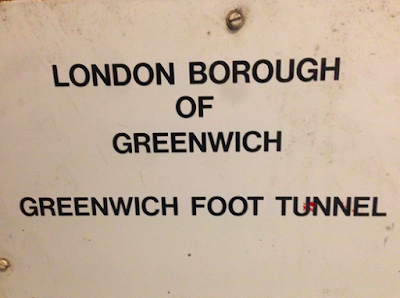 LONDON BOROUGH
OF
GREENWICH
GREENWICH FOOT TUNNEL